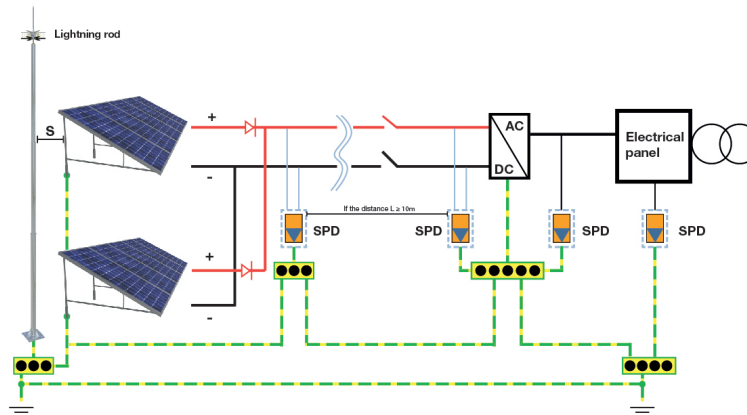 Lightning rod
S
+
-
+
-
AC
DC
Electrical
panel
If the distance L ≥ 10m
SPD
SPD
SPD
SPD